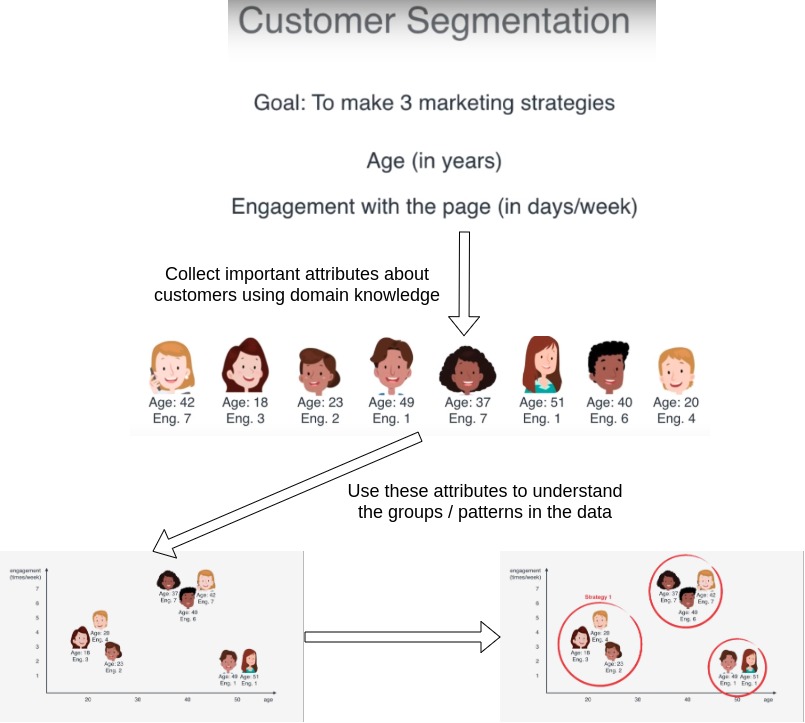 Customer Segmentation
Goal: To make 3 marketing strategies
Age (in years)
Engagement with the page (in days/week)
Collect important attributes about
customers using domain knowledge
Age: 42
Eng. 7
Age: 18
Eng. 3
Age: 23
Eng. 2
Age: 49
Eng. 1
Age: 37
Eng. 7
Age: 51
Eng. 1
Age: 40
Eng. 6
Age: 20
Eng. 4
Use these attributes to understand
the groups / patterns in the data
engagement
(times/week)
7
6
5
4
3
2
1
Age: 37
Eng. 7
Age: 42
Eng. 7
Age: 40
Eng. 6
Age: 20
Eng. 4
Age: 18
Eng. 3
Age: 23
Eng. 2
Age: 49
Eng. 1
Age: 51
Eng. 1
20
30
40
50
age
engagement
(times/week)
7
6
5
4
3
2
1
Strategy 1
Age: 37
Eng. 7
Age: 42
Eng. 7
Age: 40
Eng. 6
Age: 20
Eng. 4
Age: 18
Eng. 3
Age: 23
Eng. 2
Age: 49
Eng. 1
Age: 51
Eng. 1
20
30
40
50
age